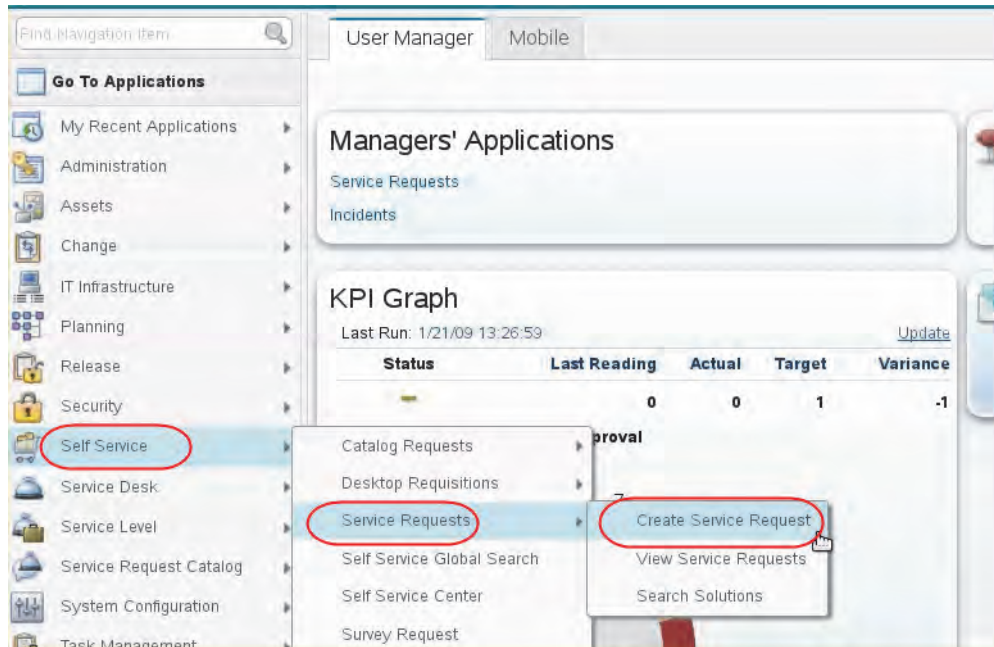 Find Navigation Item
User Manager
Mobile
Go To Applications
My Recent Applications
Administration
Assets
Change
IT Infrastructure
Planning
Release
Security
Self Service
Service Desk
Service Level
Service Request Catalog
System Configuration
Task Management
Managers' Applications
Service Requests
Incidents
KPI Graph
Last Run: 1/21/09 13:26:59 Update
Status Last Reading Actual Target Variance
0 0 1 -1
proval
Catalog Requests
Desktop Requisitions
Service Requests
Self Service Global Search
Self Service Center
Survey Request
Create Service Request
View Service Requests
Search Solutions